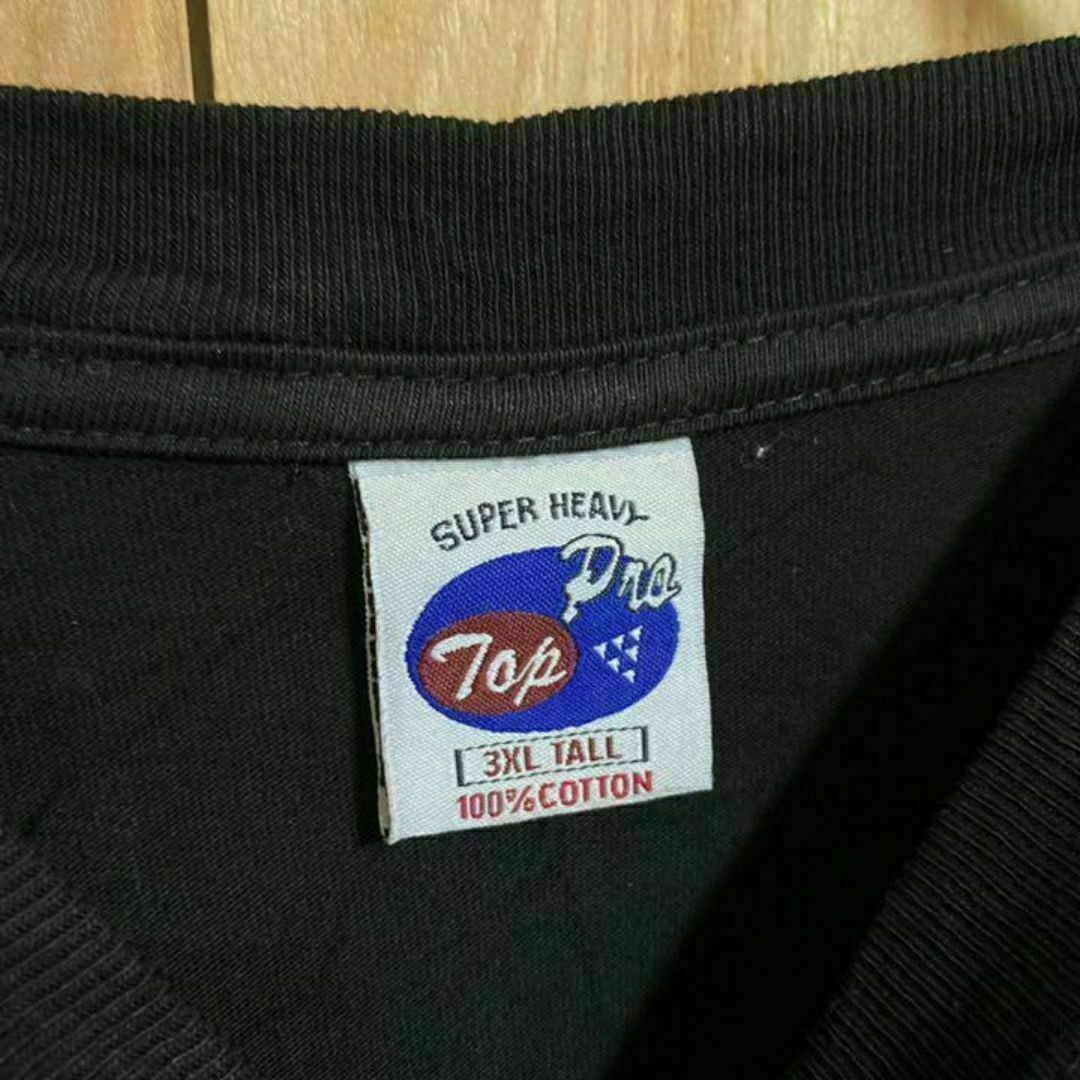 SUPER HEAVY
Pro
Top
3XL TALL
100%COTTON